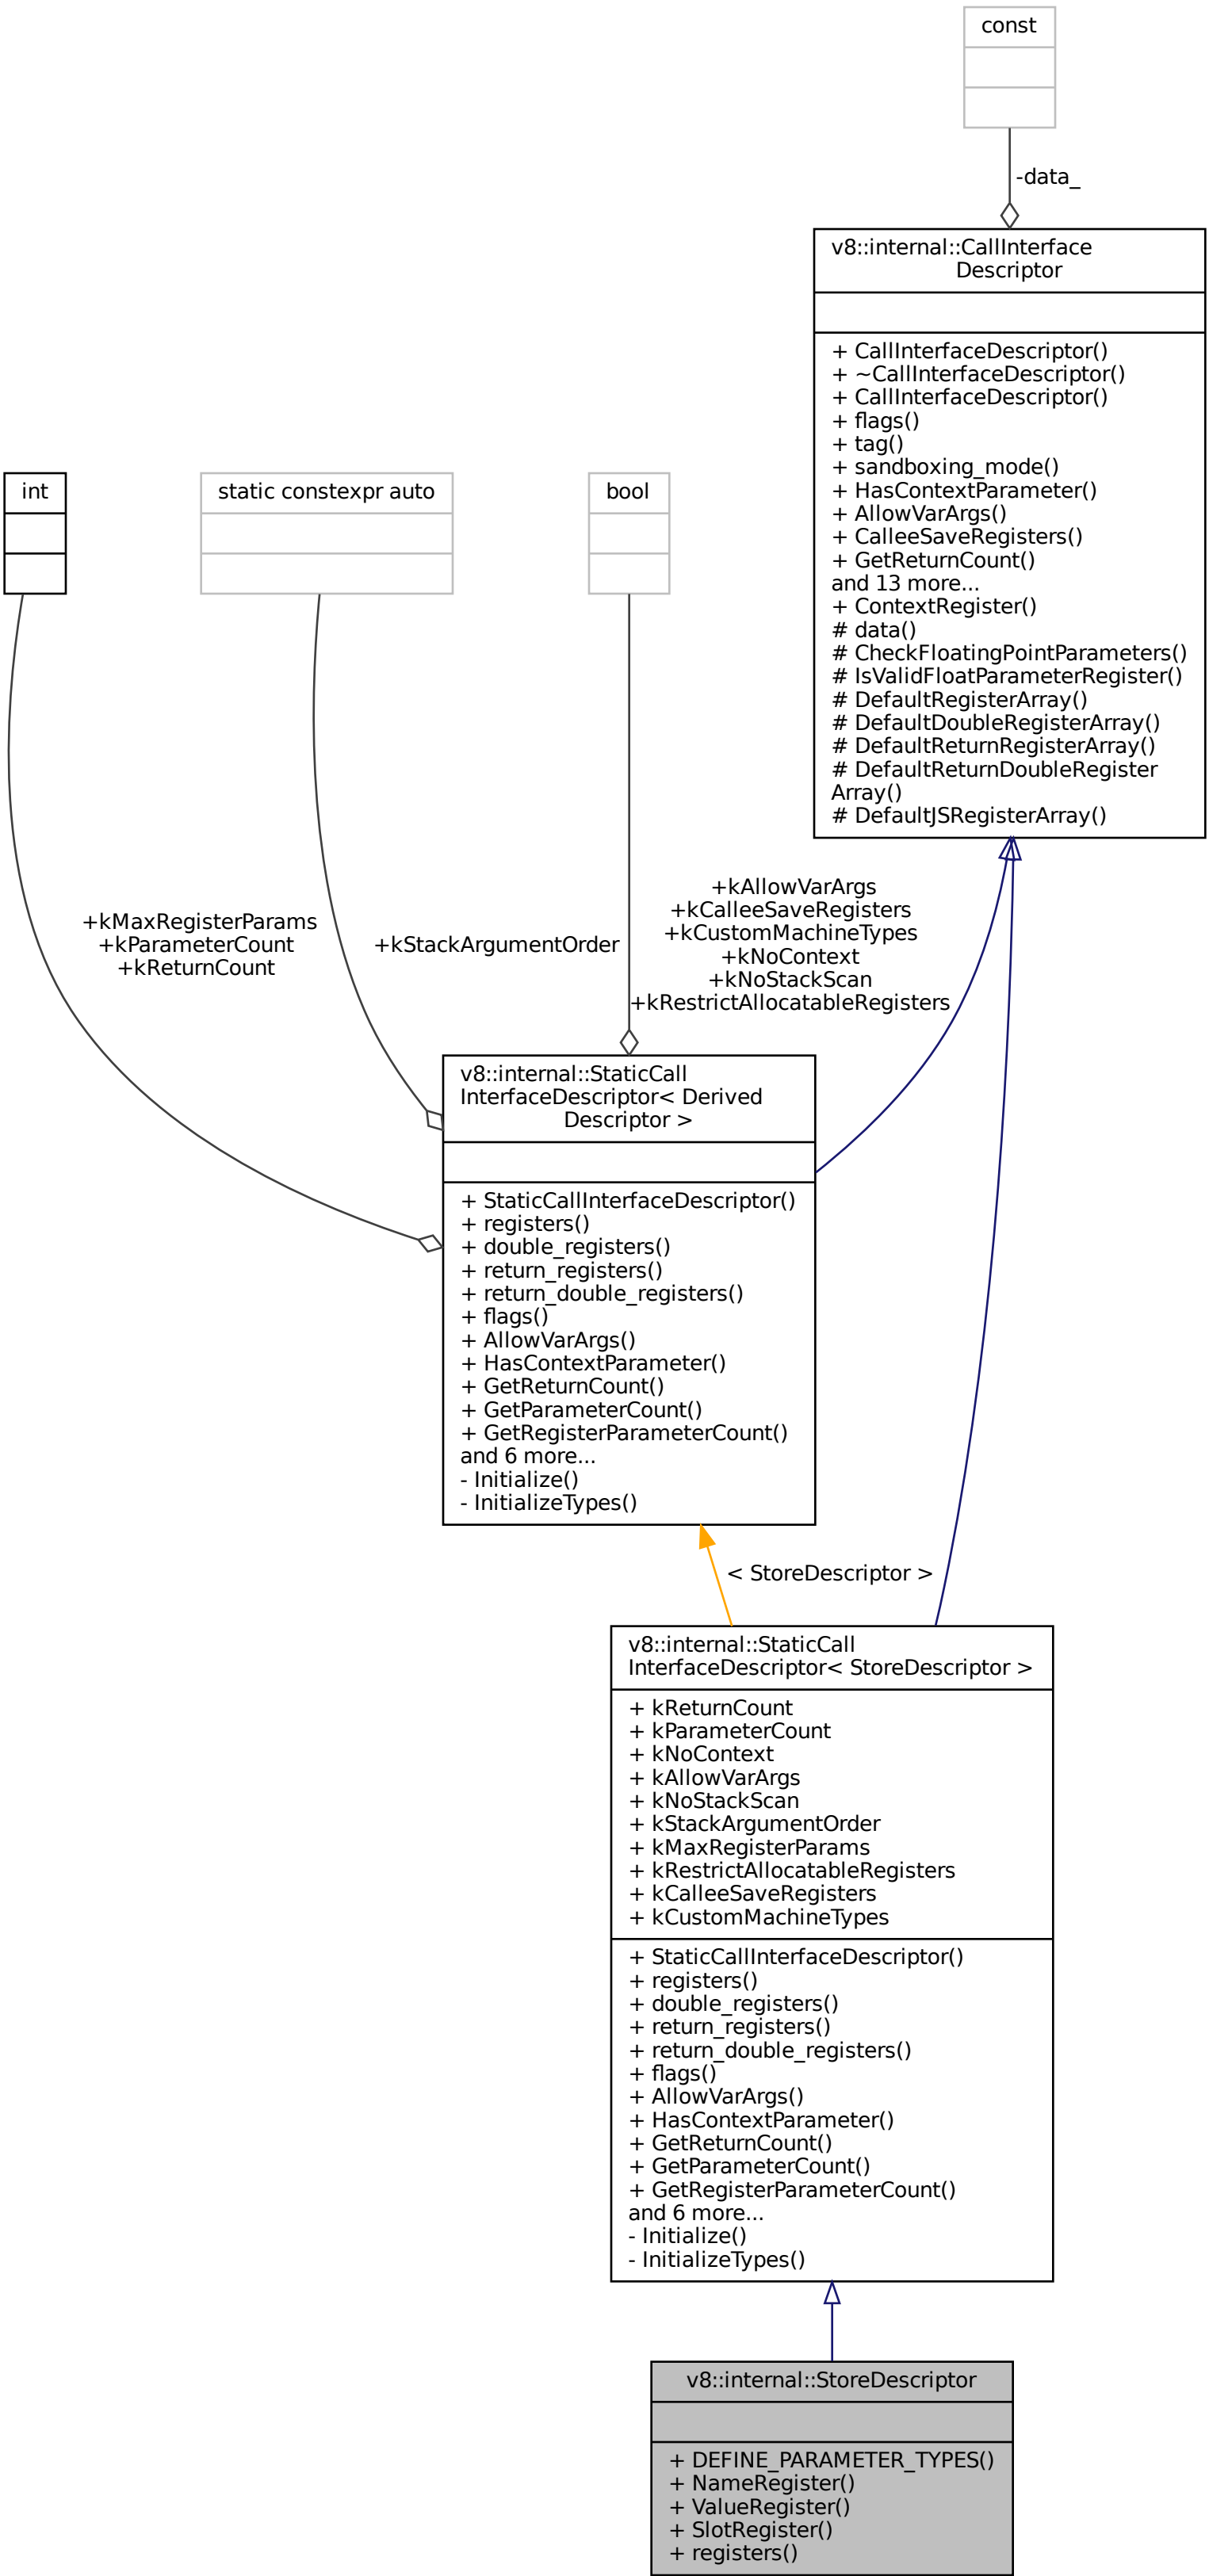 const
-data_
v8::internal::CallInterface
Descriptor
+ CallInterfaceDescriptor()
+ ~CallInterfaceDescriptor()
+ CallInterfaceDescriptor()
+ flags()
+ tag()
+ sandboxing_mode()
+ HasContextParameter()
+ AllowVarArgs()
+ CalleeSaveRegisters()
+ GetReturnCount()
and 13 more...
+ ContextRegister()
# data()
# CheckFloatingPointParameters()
# IsValidFloatParameterRegister()
# DefaultRegisterArray()
# DefaultDoubleRegisterArray()
# DefaultReturnRegisterArray()
# DefaultReturnDoubleRegister
Array()
# DefaultJSRegisterArray()
int
static constexpr auto
bool
+kMaxRegisterParams
+kParameterCount
+kReturnCount
+kStackArgumentOrder
+kAllowVarArgs
+kCalleeSaveRegisters
+kCustomMachineTypes
+kNoContext
+kNoStackScan
+kRestrictAllocatableRegisters
v8::internal::StaticCall
InterfaceDescriptor< Derived
Descriptor >
+ StaticCallInterfaceDescriptor()
+ registers()
+ double_registers()
+ return_registers()
+ return_double_registers()
+ flags()
+ AllowVarArgs()
+ HasContextParameter()
+ GetReturnCount()
+ GetParameterCount()
+ GetRegisterParameterCount()
and 6 more...
- Initialize()
- InitializeTypes()
< StoreDescriptor >
v8::internal::StaticCall
InterfaceDescriptor< StoreDescriptor >
+ kReturnCount
+ kParameterCount
+ kNoContext
+ kAllowVarArgs
+ kNoStackScan
+ kStackArgumentOrder
+ kMaxRegisterParams
+ kRestrictAllocatableRegisters
+ kCalleeSaveRegisters
+ kCustomMachineTypes
+ StaticCallInterfaceDescriptor()
+ registers()
+ double_registers()
+ return_registers()
+ return_double_registers()
+ flags()
+ AllowVarArgs()
+ HasContextParameter()
+ GetReturnCount()
+ GetParameterCount()
+ GetRegisterParameterCount()
and 6 more...
- Initialize()
- InitializeTypes()
v8::internal::StoreDescriptor
+ DEFINE_PARAMETER_TYPES()
+ NameRegister()
+ ValueRegister()
+ SlotRegister()
+ registers()